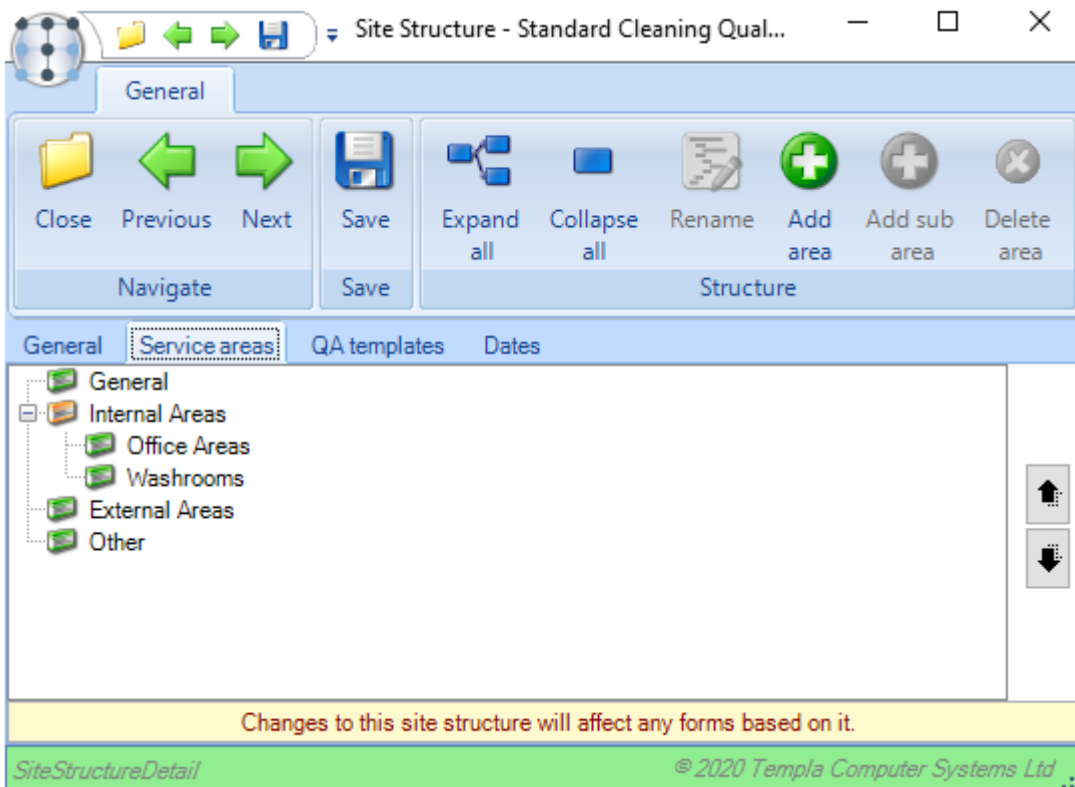 Site Structure - Standard Cleaning Qual...
General
Close Previous Next Save Expand all Collapse all Rename Add area Add sub area Delete area
Navigate Save Structure
General Service areas QA templates Dates
General
Internal Areas
Office Areas
Washrooms
External Areas
Other
Changes to this site structure will affect any forms based on it.
SiteStructureDetail © 2020 Templa Computer Systems Ltd